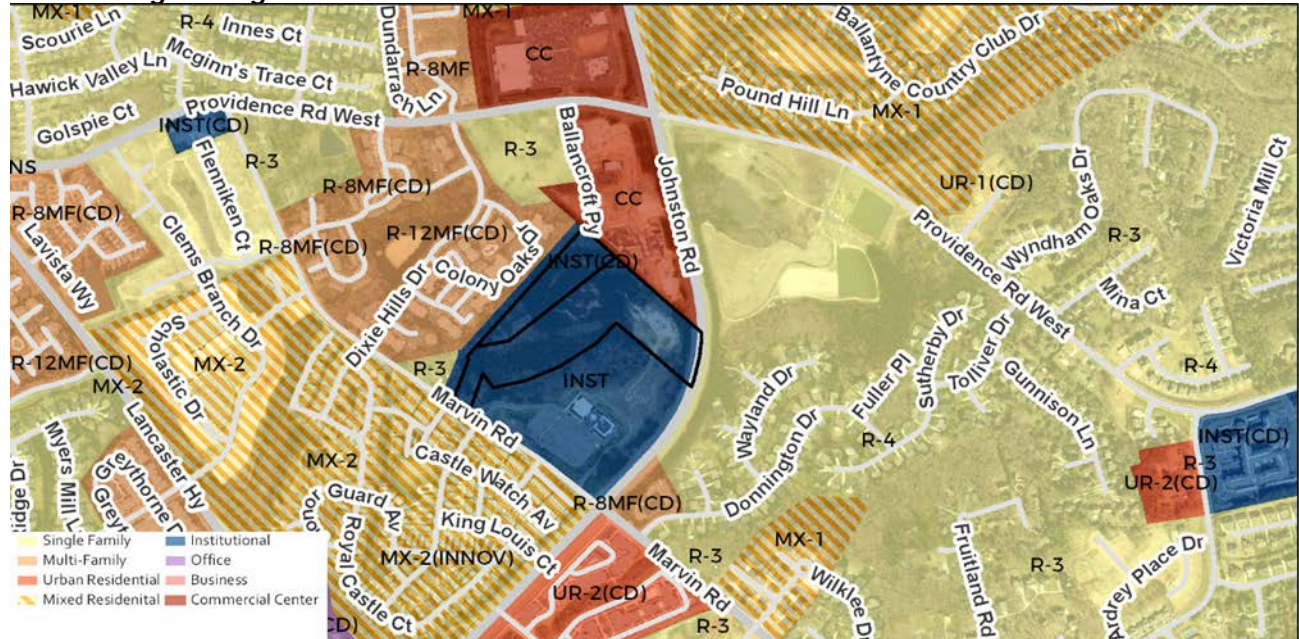 MX-1
Scourie Ln
R-4
Innes Ct
Mcginn's Trace Ct
Hawick Valley Ln
Golspie Ct
Providence Rd West
INST(CD)
Dundarrach Ln
R-8MF
MX-1
CC
Ballantyne Country Club Dr
Pound Hill Ln
MX-1
NS
R-8MF(CD)
Lavista Wy
Flenniken Ct
R-3
R-8MF(CD)
R-8MF(CD)
R-12MF(CD)
R-3
Ballancroft Py
CC
Johnston Rd
UR-1(CD)
Wyndham Oaks Dr
R-3
Victoria Mill Ct
Providence Rd West
Mina Ct
Clems Branch Dr
Colony Oaks Dr
Dixie Hills Dr
INST(CD)
Scholastic Dr
MX-2
R-12MF(CD)
MX-2
R-3
INST
Marvin Rd
Wayland Dr
Fuller Pl
Sutherby Dr
Tolliver Dr
Gunnison Ln
R-4
R-4
Donnington Dr
INST(CD)
R-3
UR-2(CD)
Lancaster Hy
Myers Mill L
Greythorne D
Greys
idge Dr
MX-2
Castle Watch Av
R-8MF(CD)
Guard Av
King Louis Ct
Royal Castle Ct
MX-2(INNOV)
UR-2(CD)
Marvin Rd
R-3
MX-1
Wilklee Dr
R-3
Fruitland Rd
R-3
Ardrey Place Dr
CD)
Single Family
Multi-Family
Urban Residential
Mixed Residenital
Institutional
Office
Business
Commercial Center